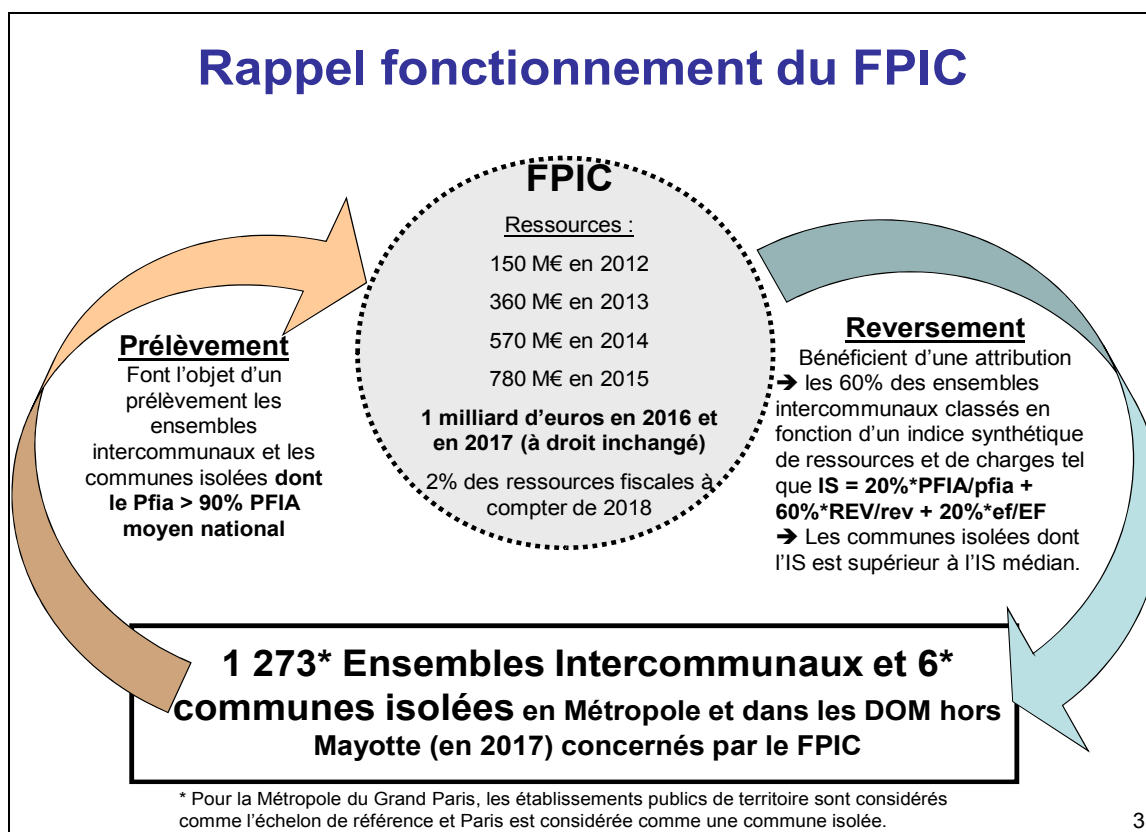 Rappel fonctionnement du FPIC
FPIC
Ressources :
150 M€ en 2012
360 M€ en 2013
570 M€ en 2014
780 M€ en 2015
1 milliard d'euros en 2016 et
en 2017 (à droit inchangé)
2% des ressources fiscales à
compter de 2018
Prélèvement
Font l'objet d'un
prélèvement les
ensembles
intercommunaux et les
communes isolées dont
le Pfia > 90% PFIA
moyen national
Reversement
Bénéficient d'une attribution
➔ les 60% des ensembles
intercommunaux classés en
fonction d'un indice synthétique
de ressources et de charges tel
que IS = 20%*PFIA/pfia +
60%*REV/rev + 20%*ef/EF
➔ Les communes isolées dont
l'IS est supérieur à l'IS médian.
1 273* Ensembles Intercommunaux et 6*
communes isolées en Métropole et dans les DOM hors
Mayotte (en 2017) concernés par le FPIC
* Pour la Métropole du Grand Paris, les établissements publics de territoire sont considérés
comme l'échelon de référence et Paris est considérée comme une commune isolée.
3